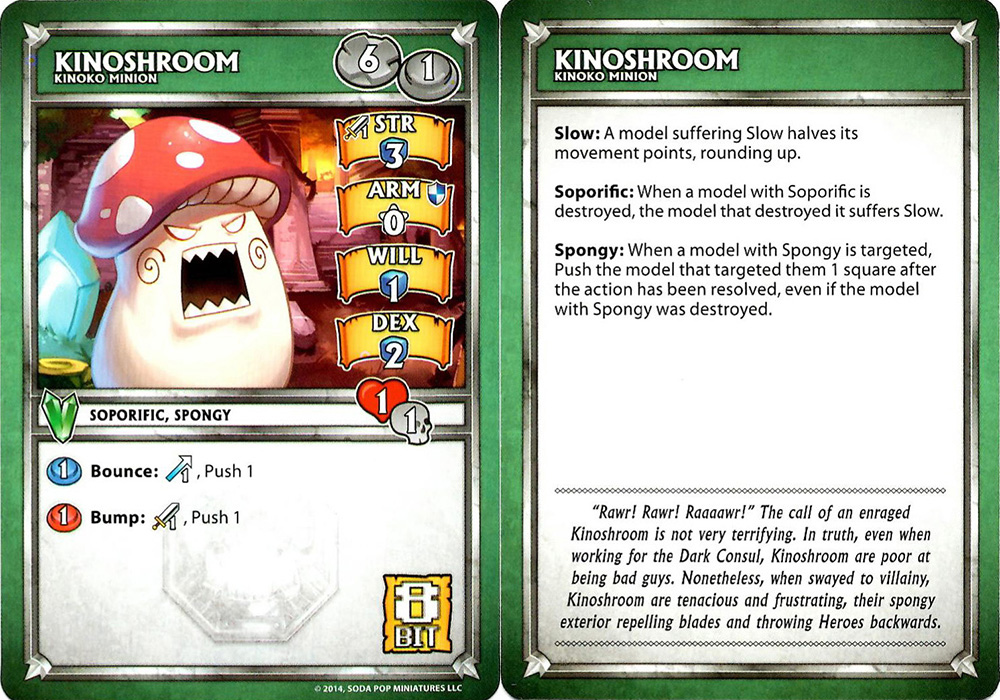 KINOSHROOM
KINOKO MINION
6
1
STR
3
ARM
0
WILL
1
DEX
2
SOPORIFIC, SPONGY
1
1
1 Bounce: , Push 1
1 Bump: , Push 1
8
BIT
© 2014, SODA POP MINIATURES LLC
KINOSHROOM
KINOKO MINION
Slow: A model suffering Slow halves its
movement points, rounding up.
Soporific: When a model with Soporific is
destroyed, the model that destroyed it suffers Slow.
Spongy: When a model with Spongy is targeted,
Push the model that targeted them 1 square after
the action has been resolved, even if the model
with Spongy was destroyed.
“Rawr! Rawr! Raaaawr!” The call of an enraged
Kinoshroom is not very terrifying. In truth, even when
working for the Dark Consul, Kinoshroom are poor at
being bad guys. Nonetheless, when swayed to villainy,
Kinoshroom are tenacious and frustrating, their spongy
exterior repelling blades and throwing Heroes backwards.